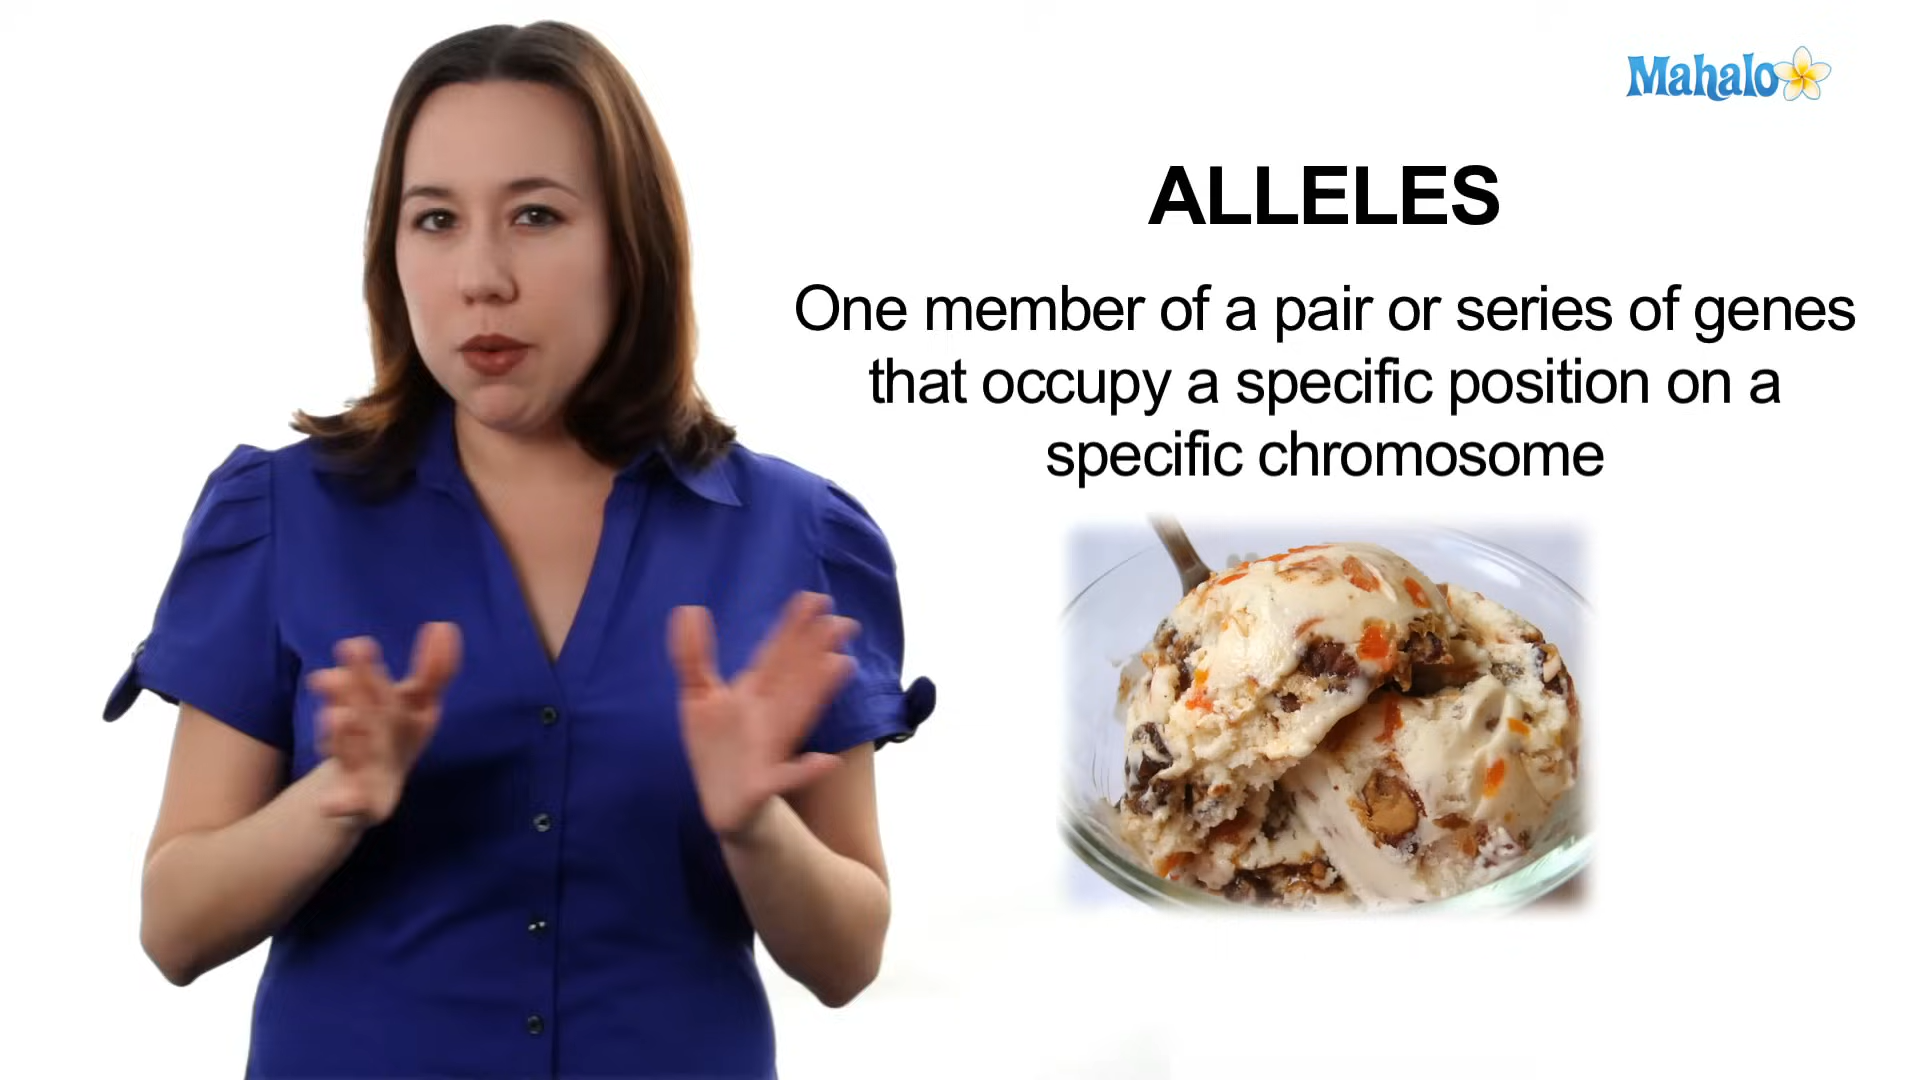 Mahalo
ALLELES
One member of a pair or series of genes
that occupy a specific position on a
specific chromosome